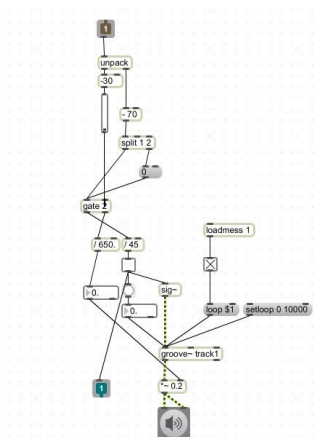 1
unpack
-30
- 70
split 1 2
0
gate 2
loadmess 1
/ 650.
/ 45
0.
sig~
0.
loop $1
setloop 0 10000
groove~ track1
1
*~ 0.2